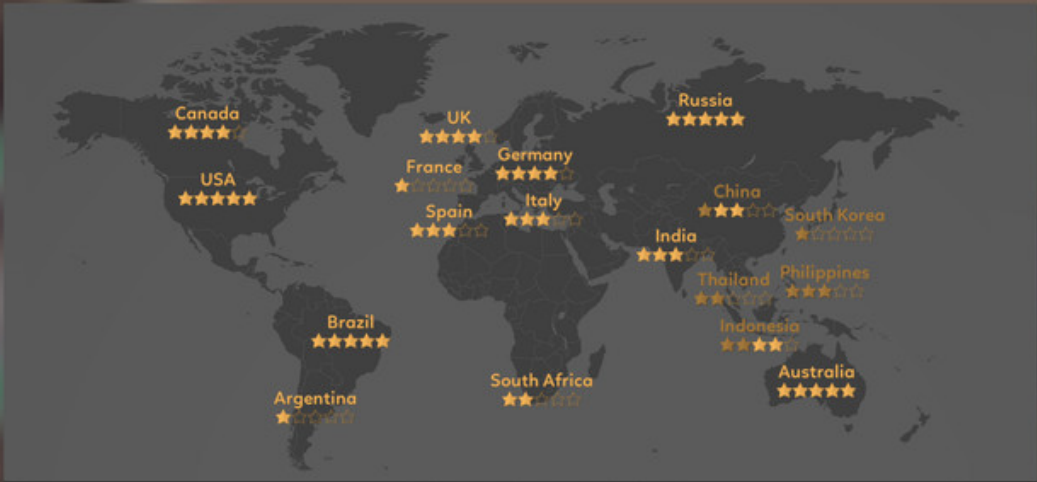 Canada
USA
UK
France
Germany
Spain
Italy
Russia
China
South Korea
India
Thailand
Philippines
Indonesia
Brazil
Argentina
South Africa
Australia